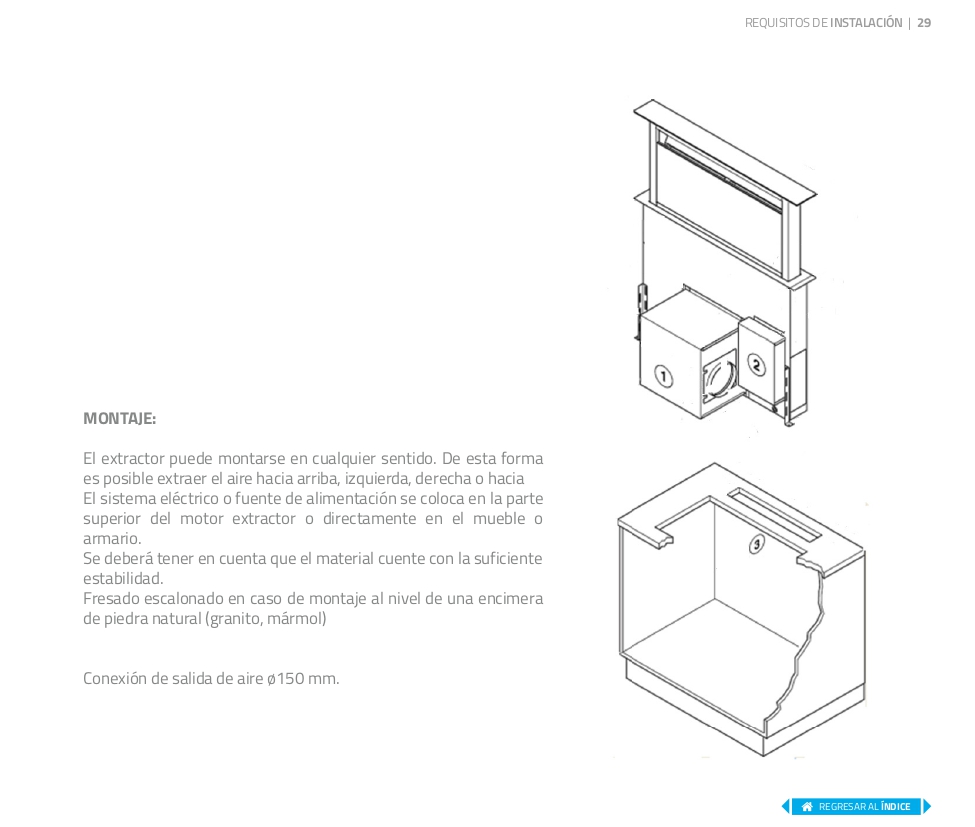 REQUISITOS DE INSTALACIÓN | 29
1
2
MONTAJE:
El extractor puede montarse en cualquier sentido. De esta forma
es posible extraer el aire hacia arriba, izquierda, derecha o hacia
El sistema eléctrico o fuente de alimentación se coloca en la parte
superior del motor extractor o directamente en el mueble o
armario.
Se deberá tener en cuenta que el material cuente con la suficiente
estabilidad.
Fresado escalonado en caso de montaje al nivel de una encimera
de piedra natural (granito, mármol)
3
Conexión de salida de aire ø150 mm.
REGRESAR AL ÍNDICE